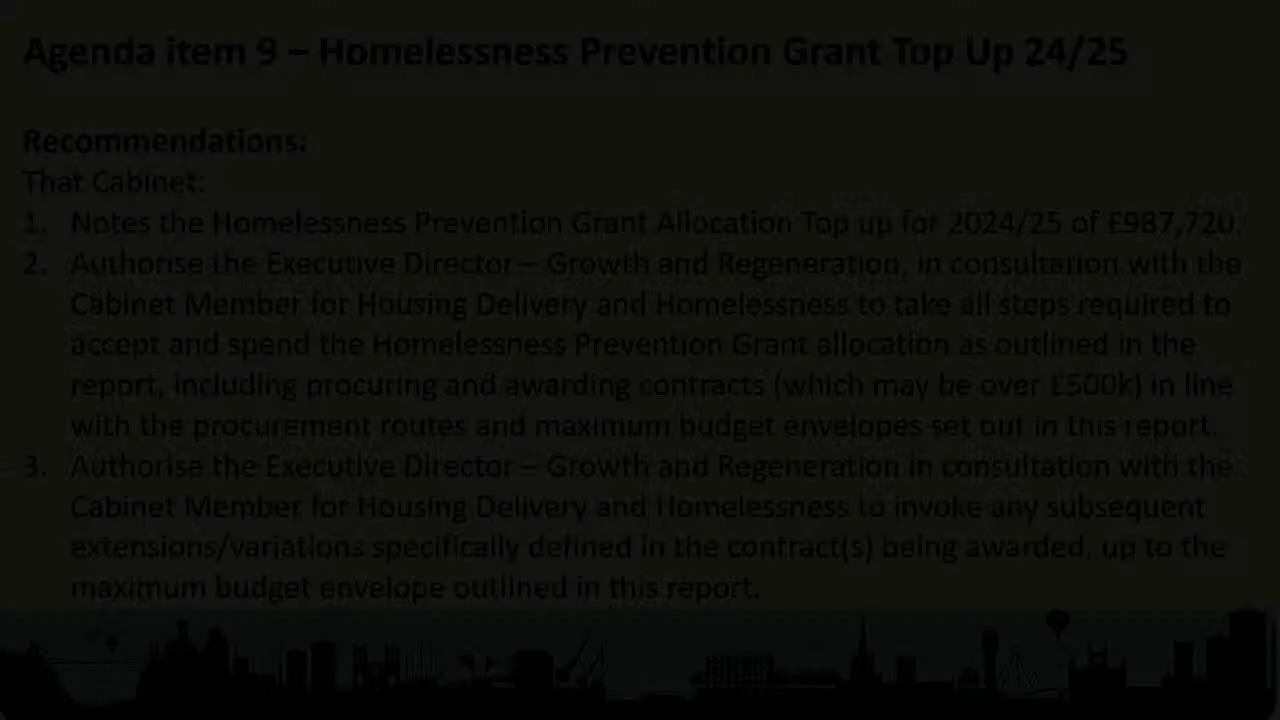 Agenda item 9 – Homelessness Prevention Grant Top Up 24/25
Recommendations:
That Cabinet:
1. Notes the Homelessness Prevention Grant Allocation Top up for 2024/25 of £987,720.
2. Authorise the Executive Director – Growth and Regeneration, in consultation with the
Cabinet Member for Housing Delivery and Homelessness to take all steps required to
accept and spend the Homelessness Prevention Grant allocation as outlined in the
report, including procuring and awarding contracts (which may be over £500k) in line
with the procurement routes and maximum budget envelopes set out in this report.
3. Authorise the Executive Director – Growth and Regeneration in consultation with the
Cabinet Member for Housing Delivery and Homelessness to invoke any subsequent
extensions/variations specifically defined in the contract(s) being awarded, up to the
maximum budget envelope outlined in this report.